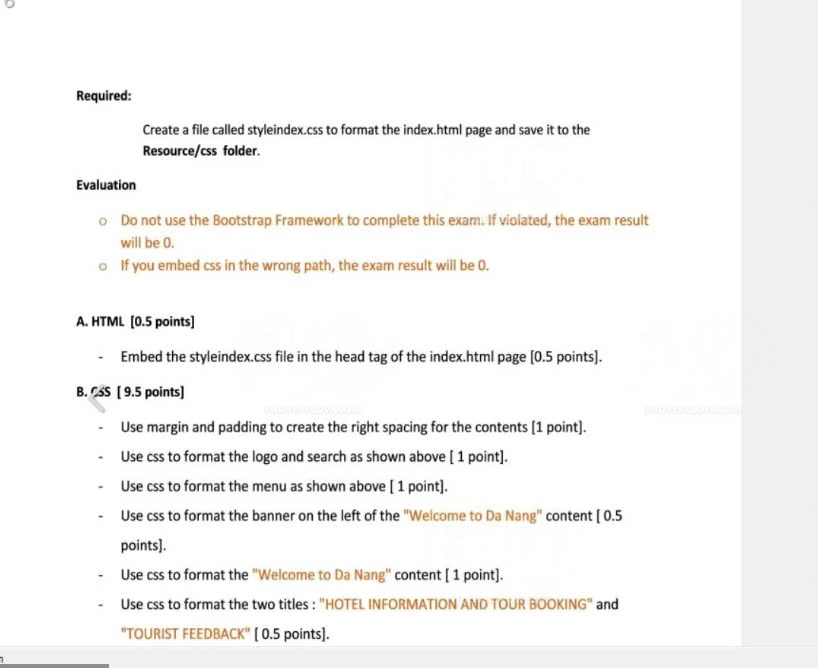 Required:
Create a file called styleindex.css to format the index.html page and save it to the
Resource/css folder.
Evaluation
o Do not use the Bootstrap Framework to complete this exam. If violated, the exam result
will be 0.
o If you embed css in the wrong path, the exam result will be 0.
A. HTML [0.5 points]
- Embed the styleindex.css file in the head tag of the index.html page [0.5 points].
B. CSS [ 9.5 points]
- Use margin and padding to create the right spacing for the contents [1 point].
- Use css to format the logo and search as shown above [ 1 point].
- Use css to format the menu as shown above [ 1 point].
- Use css to format the banner on the left of the "Welcome to Da Nang" content [ 0.5
points].
- Use css to format the "Welcome to Da Nang" content [ 1 point].
- Use css to format the two titles : "HOTEL INFORMATION AND TOUR BOOKING" and
"TOURIST FEEDBACK" [ 0.5 points].